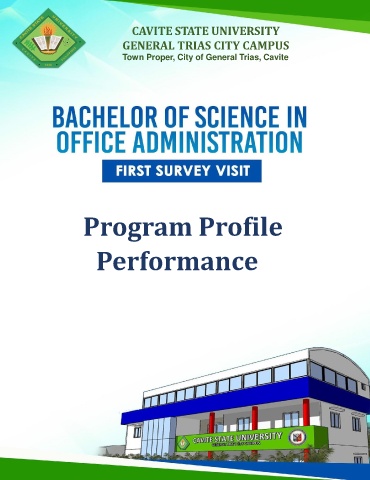 CAVITE STATE UNIVERSITY
GENERAL TRIAS CITY CAMPUS
Town Proper, City of General Trias, Cavite
BACHELOR OF SCIENCE IN
OFFICE ADMINISTRATION
FIRST SURVEY VISIT
Program Profile
Performance
CAVITE STATE UNIVERSITY